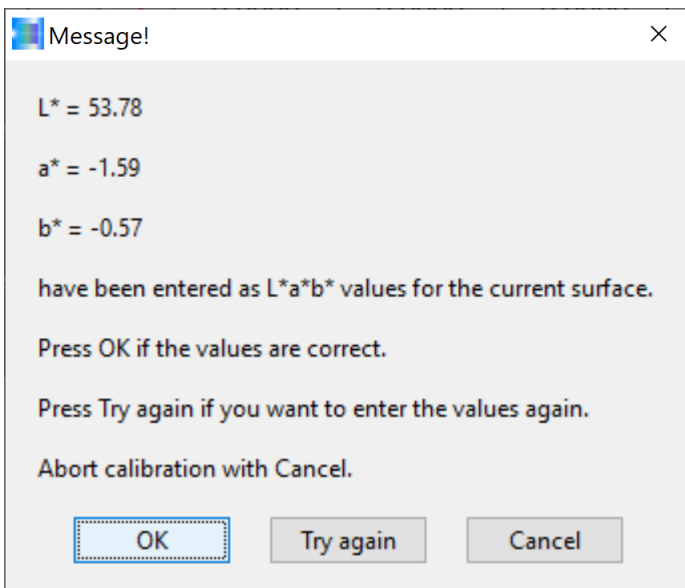 Message!
L* = 53.78
a* = -1.59
b* = -0.57
have been entered as L*a*b* values for the current surface.
Press OK if the values are correct.
Press Try again if you want to enter the values again.
Abort calibration with Cancel.
OK Try again Cancel